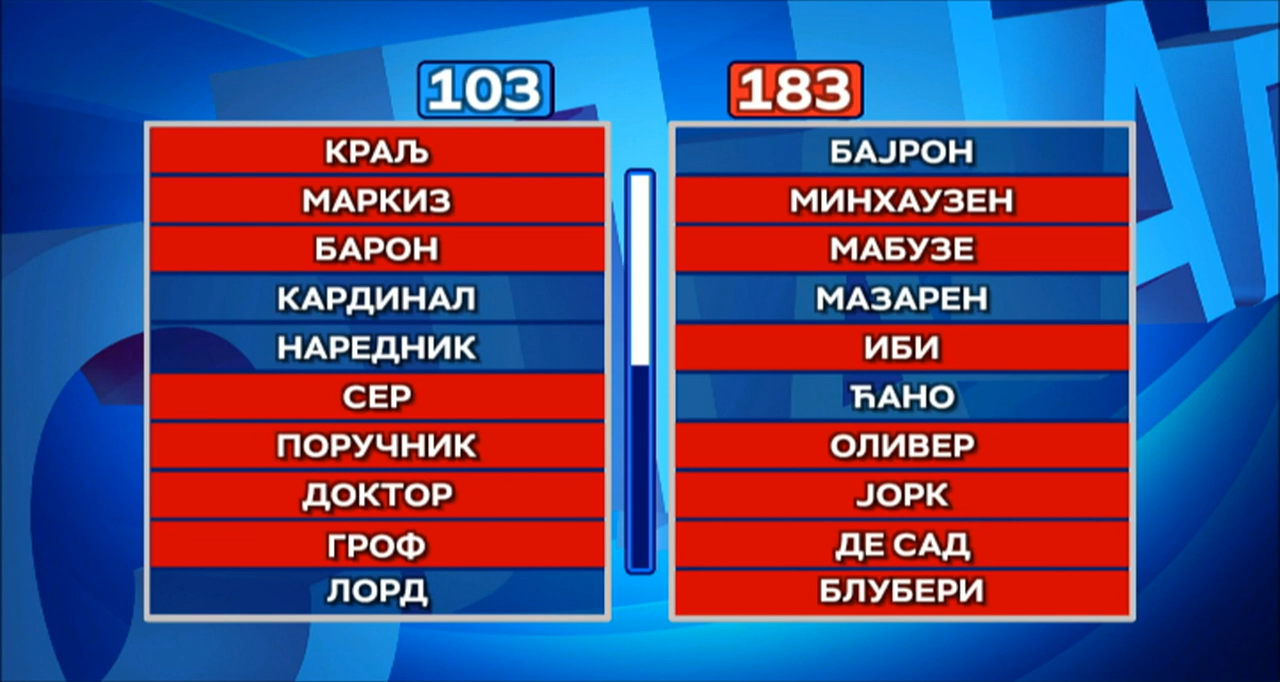 103
183
КРАЉ
БАЈРОН
МАРКИЗ
МИНХАУЗЕН
БАРОН
МАБУЗЕ
КАРДИНАЛ
МАЗАРЕН
НАРЕДНИК
ИБИ
СЕР
ЋАНО
ПОРУЧНИК
ОЛИВЕР
ДОКТОР
ЈОРК
ГРОФ
ДЕ САД
ЛОРД
БЛУБЕРИ